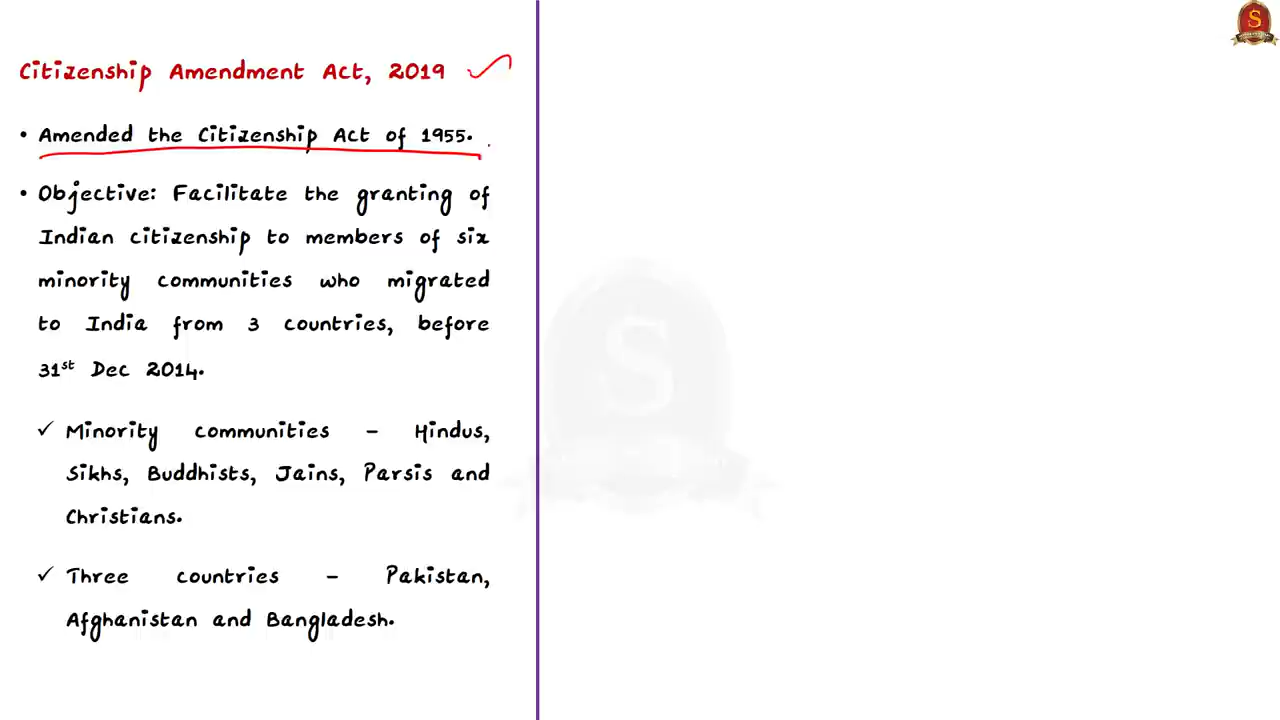 Citizenship Amendment Act, 2019
• Amended the Citizenship Act of 1955.
• Objective: Facilitate the granting of
Indian citizenship to members of six
minority communities who migrated
to India from 3 countries, before
31st Dec 2014.
✓ Minority communities – Hindus,
Sikhs, Buddhists, Jains, Parsis and
Christians.
✓ Three countries – Pakistan,
Afghanistan and Bangladesh.
S
S